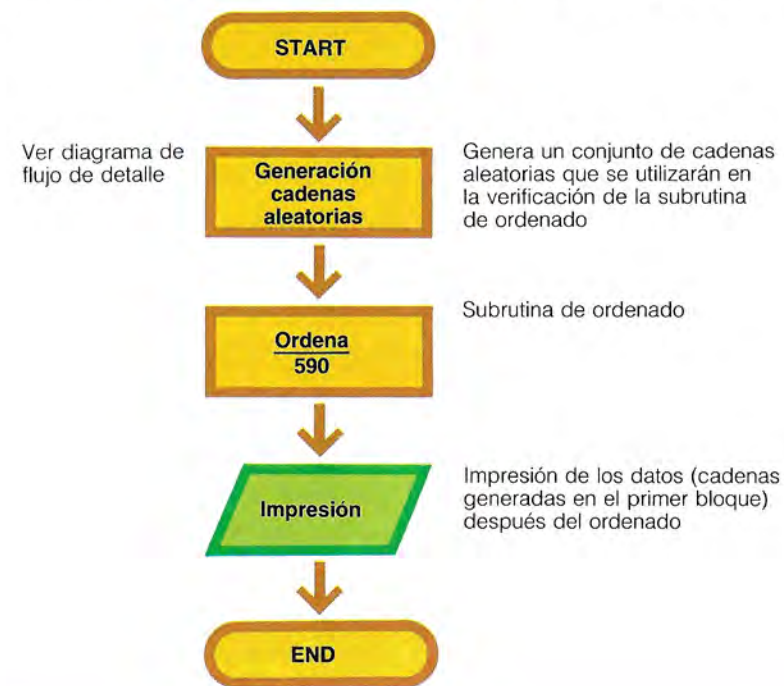 START
Ver diagrama de
flujo de detalle
Generación
cadenas
aleatorias
Genera un conjunto de cadenas
aleatorias que se utilizarán en
la verificación de la subrutina
de ordenado
Ordena
590
Subrutina de ordenado
Impresión
Impresión de los datos (cadenas
generadas en el primer bloque)
después del ordenado
END